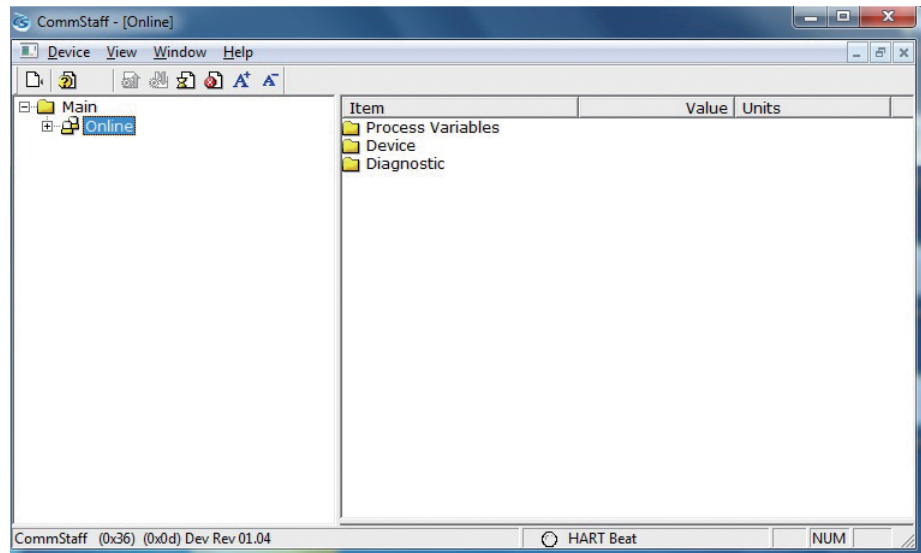 CommStaff - [Online]
Device View Window Help
A+ A-
Main
Online
Item Value Units
Process Variables
Device
Diagnostic
CommStaff (0x36) (0x0d) Dev Rev 01.04
HART Beat
NUM